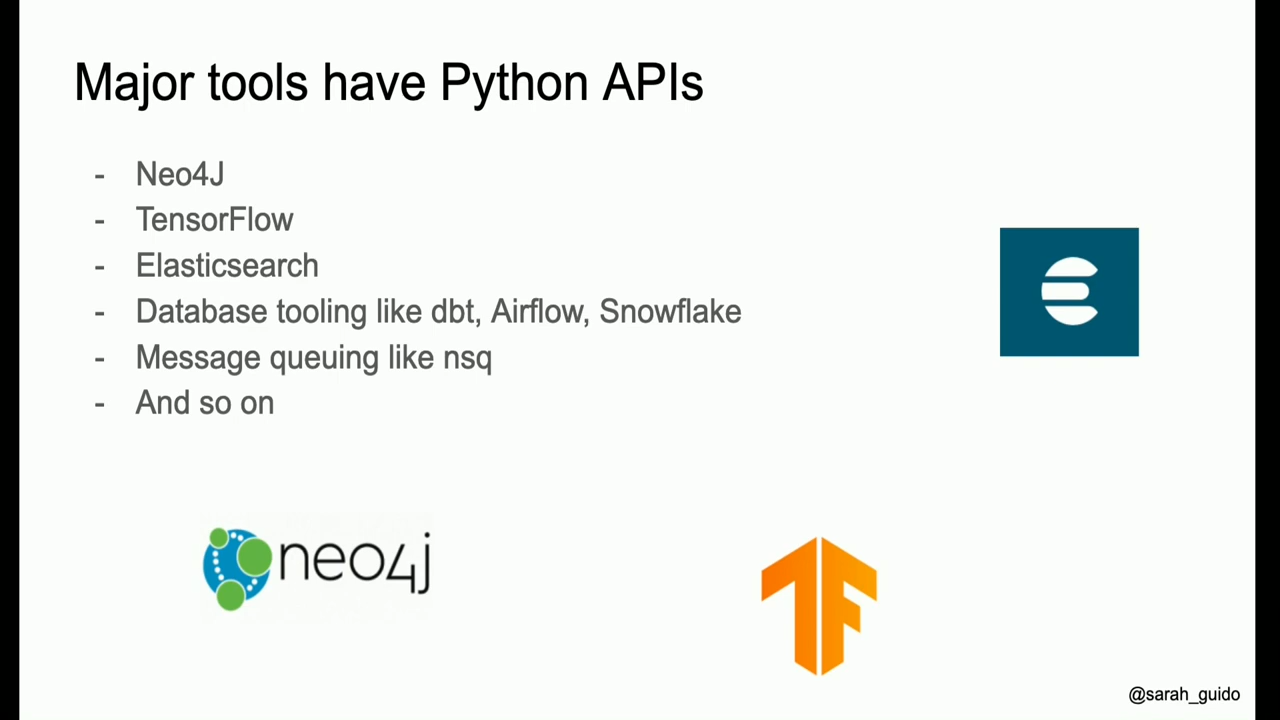 Major tools have Python APIs
- Neo4J
- TensorFlow
- Elasticsearch
- Database tooling like dbt, Airflow, Snowflake
- Message queuing like nsq
- And so on
neo4j
@sarah_guido